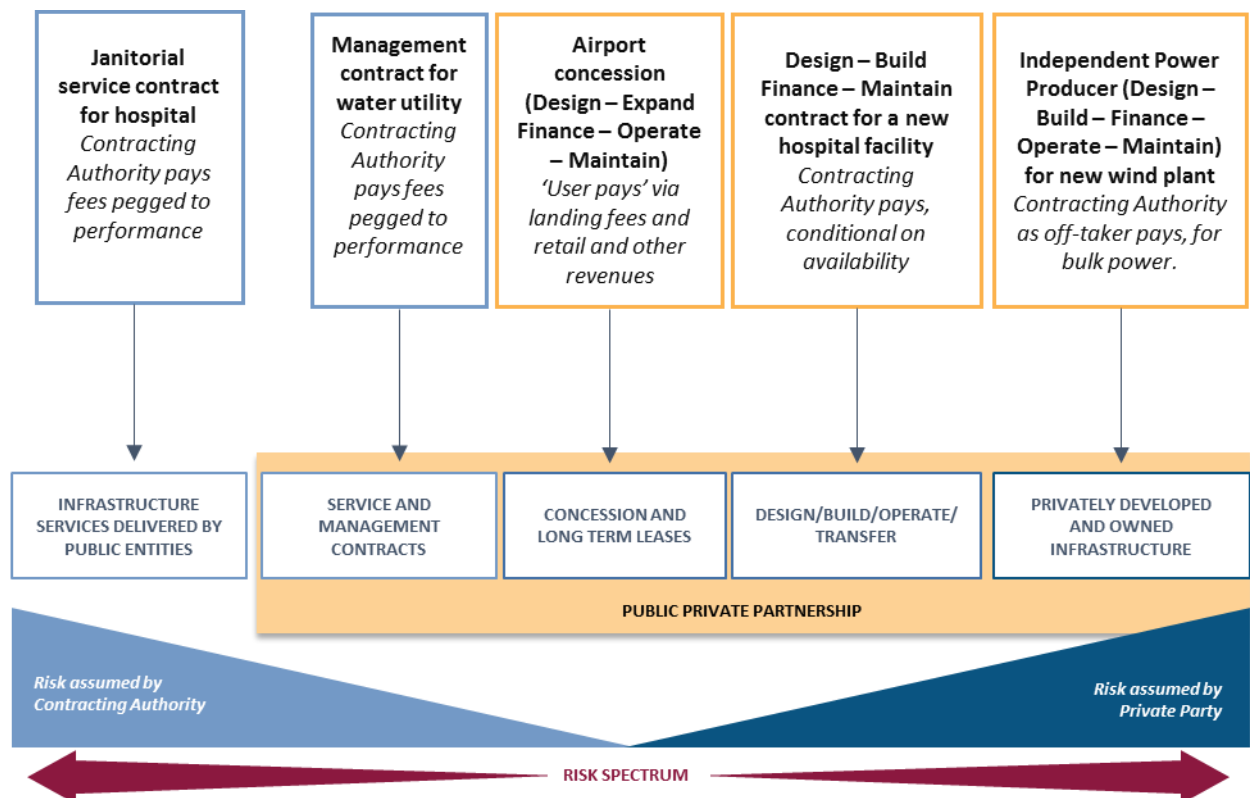 Janitorial
service contract
for hospital
Contracting
Authority pays
fees pegged to
performance
Management
contract for
water utility
Contracting
Authority
pays fees
pegged to
performance
Airport
concession
(Design – Expand
Finance – Operate
– Maintain)
‘User pays’ via
landing fees and
retail and other
revenues
Design – Build
Finance – Maintain
contract for a new
hospital facility
Contracting
Authority pays,
conditional on
availability
Independent Power
Producer (Design –
Build – Finance –
Operate – Maintain)
for new wind plant
Contracting Authority
as off-taker pays, for
bulk power.
INFRASTRUCTURE
SERVICES DELIVERED BY
PUBLIC ENTITIES
SERVICE AND
MANAGEMENT
CONTRACTS
CONCESSION AND
LONG TERM LEASES
DESIGN/BUILD/OPERATE/
TRANSFER
PRIVATELY DEVELOPED
AND OWNED
INFRASTRUCTURE
PUBLIC PRIVATE PARTNERSHIP
Risk assumed by
Contracting Authority
Risk assumed by
Private Party
RISK SPECTRUM